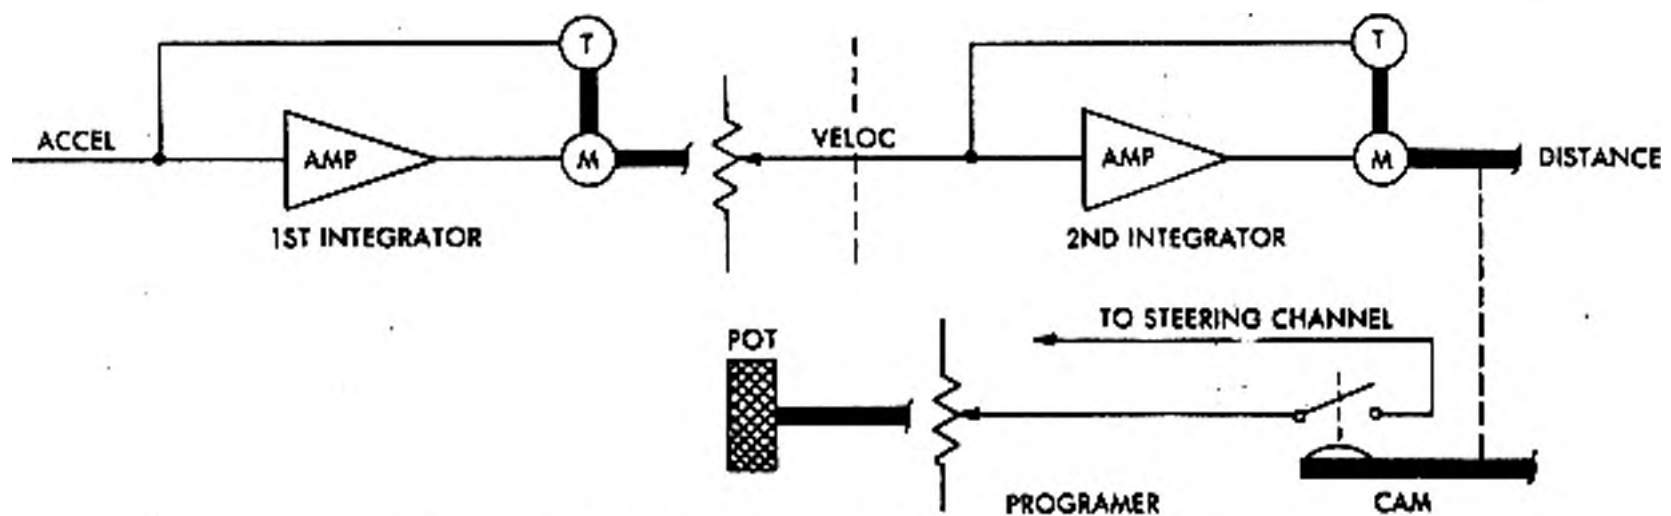 T
T
ACCEL
AMP
M
VELOC
AMP
M
DISTANCE
1ST INTEGRATOR
2ND INTEGRATOR
TO STEERING CHANNEL
POT
PROGRAMER
CAM